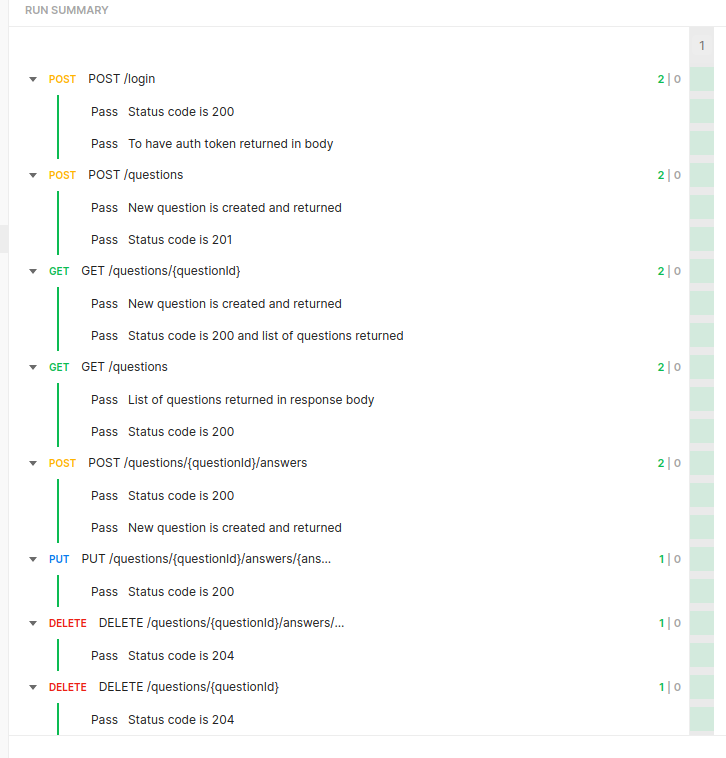 RUN SUMMARY
1
POST POST /login 2 | 0
Pass Status code is 200
Pass To have auth token returned in body
POST POST /questions 2 | 0
Pass New question is created and returned
Pass Status code is 201
GET GET /questions/{questionId} 2 | 0
Pass New question is created and returned
Pass Status code is 200 and list of questions returned
GET GET /questions 2 | 0
Pass List of questions returned in response body
Pass Status code is 200
POST POST /questions/{questionId}/answers 2 | 0
Pass Status code is 200
Pass New question is created and returned
PUT PUT /questions/{questionId}/answers/{ans... 1 | 0
Pass Status code is 200
DELETE DELETE /questions/{questionId}/answers/... 1 | 0
Pass Status code is 204
DELETE DELETE /questions/{questionId} 1 | 0
Pass Status code is 204